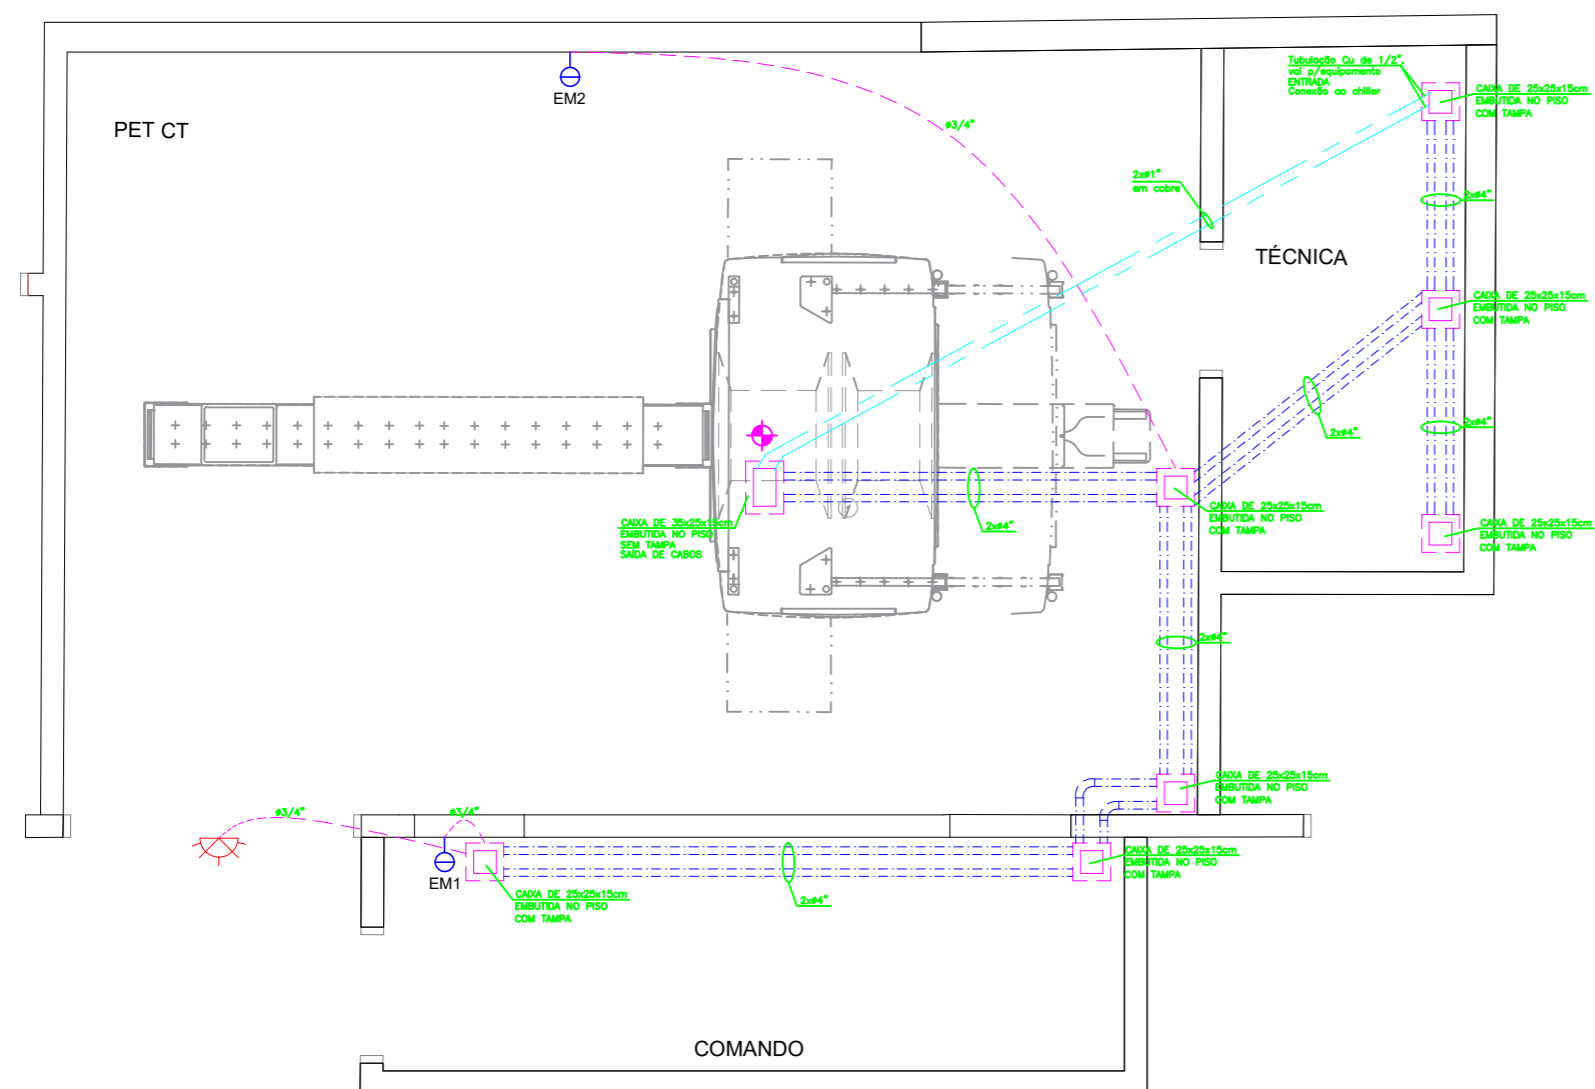 Tubulação Cu de 1/2",
vai p/equipamento
ENTRADA
Conexão ao chiller
CAIXA DE 25x25x15cm
EMBUTIDA NO PISO
COM TAMPA
EM2
PET CT
ø3/4"
2xø1"
em cobre
2xø4"
TÉCNICA
CAIXA DE 25x25x15cm
EMBUTIDA NO PISO
COM TAMPA
2xø4"
2xø4"
CAIXA DE 25x25x15cm
EMBUTIDA NO PISO
COM TAMPA
CAIXA DE 35x25x15cm
EMBUTIDA NO PISO
SEM TAMPA
SAÍDA DE CABOS
2xø4"
CAIXA DE 25x25x15cm
EMBUTIDA NO PISO
COM TAMPA
2xø4"
CAIXA DE 25x25x15cm
EMBUTIDA NO PISO
COM TAMPA
ø3/4"
ø3/4"
EM1
CAIXA DE 25x25x15cm
EMBUTIDA NO PISO
COM TAMPA
CAIXA DE 25x25x15cm
EMBUTIDA NO PISO
COM TAMPA
2xø4"
COMANDO